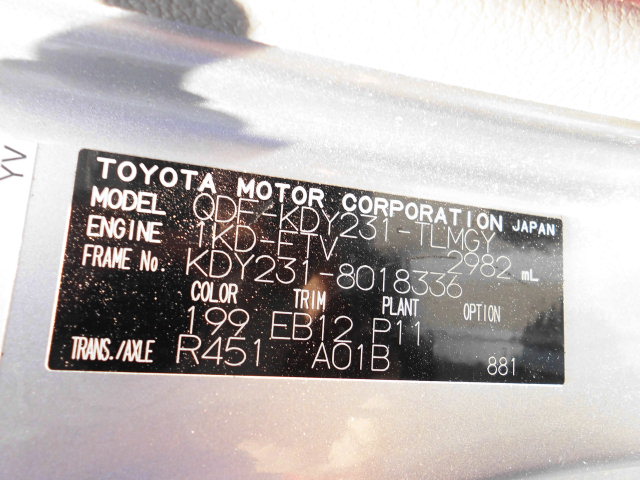 YV
TOYOTA MOTOR CORPORATION JAPAN
MODEL QDF-KDY231-TLMGY
ENGINE 1KD-FTV 2982 mL
FRAME No. KDY231-8018336
COLOR TRIM PLANT OPTION
199 EB12 P11
TRANS./AXLE R451 A01B 881